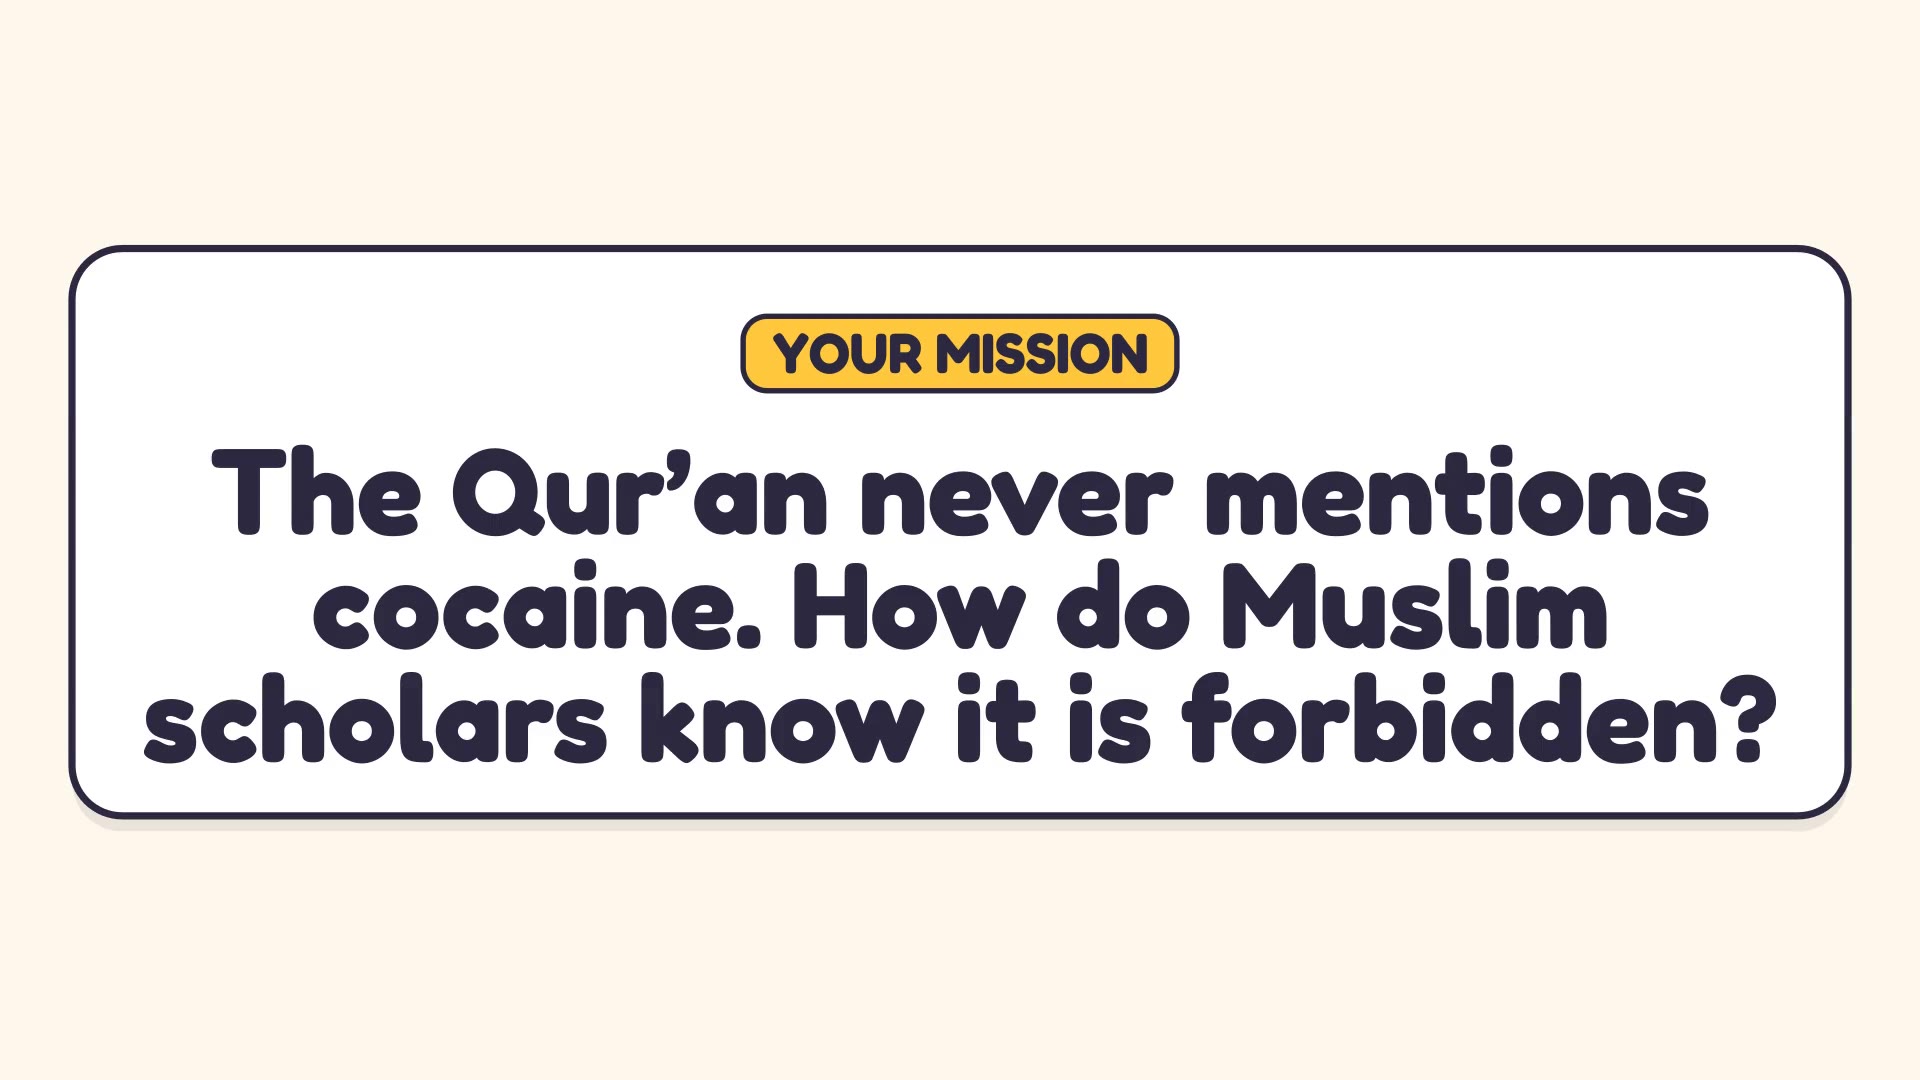 YOUR MISSION
The Qur’an never mentions
cocaine. How do Muslim
scholars know it is forbidden?